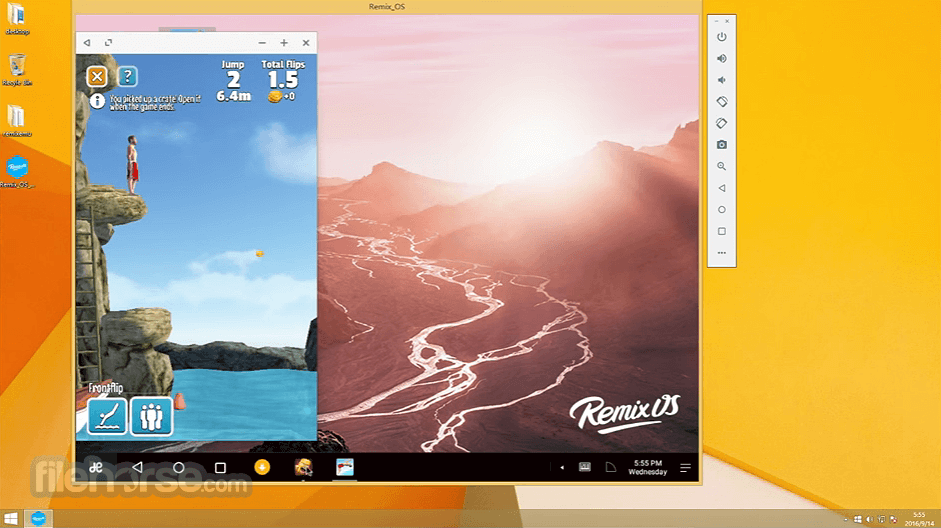 Remix_OS
desktop
Recycle Bin
remixemu
Remix_OS_...
Jump
2
6.4m
Total flips
1.5
+0
?
You picked up a crate. Open it
when the game ends.
Frontflip
Remix OS
5:55 PM
Wednesday
filehorse.com
5:55
2016/9/14